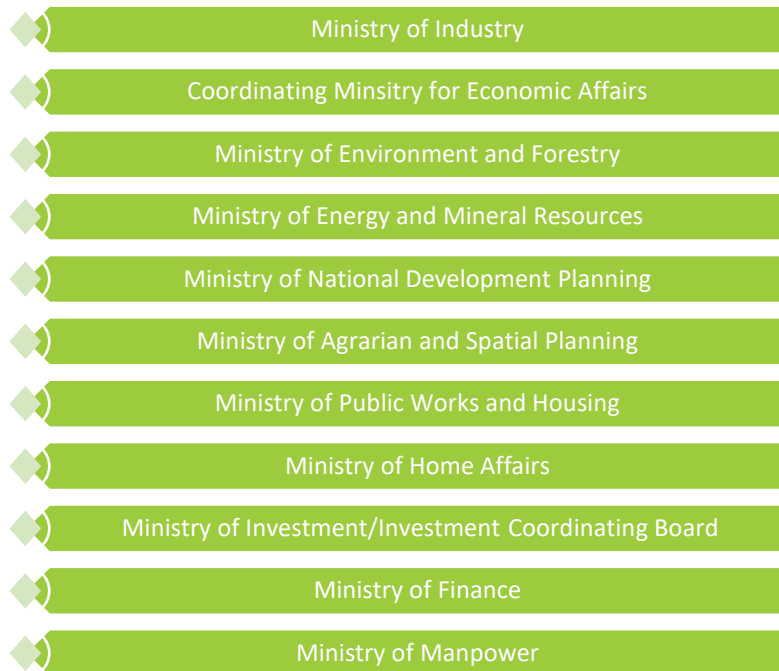 Ministry of Industry
Coordinating Minsitry for Economic Affairs
Ministry of Environment and Forestry
Ministry of Energy and Mineral Resources
Ministry of National Development Planning
Ministry of Agrarian and Spatial Planning
Ministry of Public Works and Housing
Ministry of Home Affairs
Ministry of Investment/Investment Coordinating Board
Ministry of Finance
Ministry of Manpower